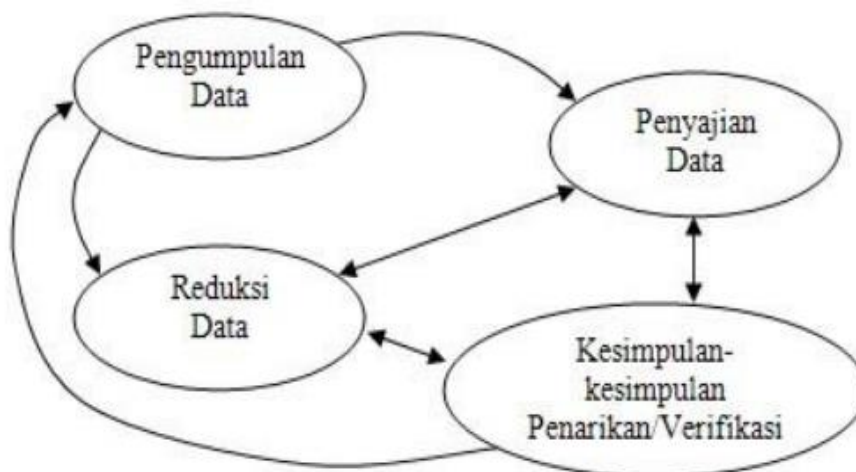 Pengumpulan
Data
Penyajian
Data
Reduksi
Data
Kesimpulan-
kesimpulan
Penarikan/Verifikasi